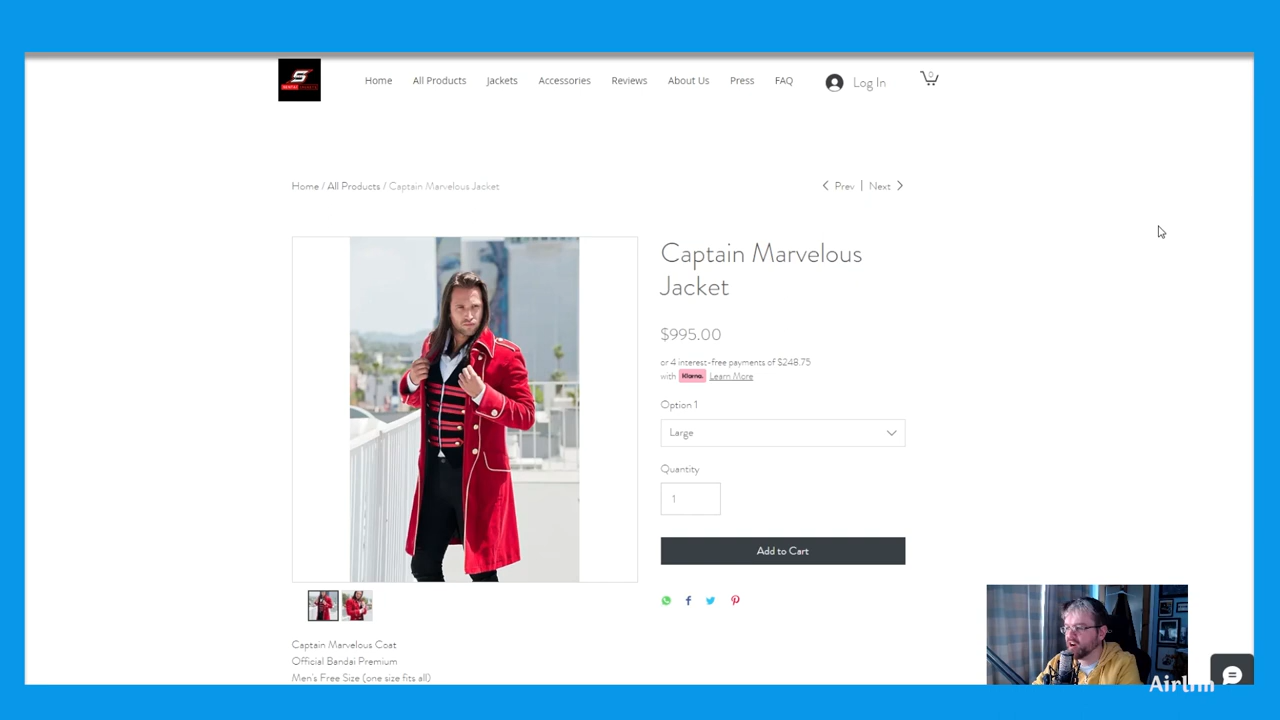 S
Home
All Products
Jackets
Accessories
Reviews
About Us
Press
FAQ
Log In
0
Home / All Products / Captain Marvelous Jacket
Prev | Next
Captain Marvelous
Jacket
$995.00
or 4 interest-free payments of $248.75
with Klarna. Learn More
Option 1
Large
Quantity
1
Add to Cart
Captain Marvelous Coat
Official Bandai Premium
Men's Free Size (one size fits all)